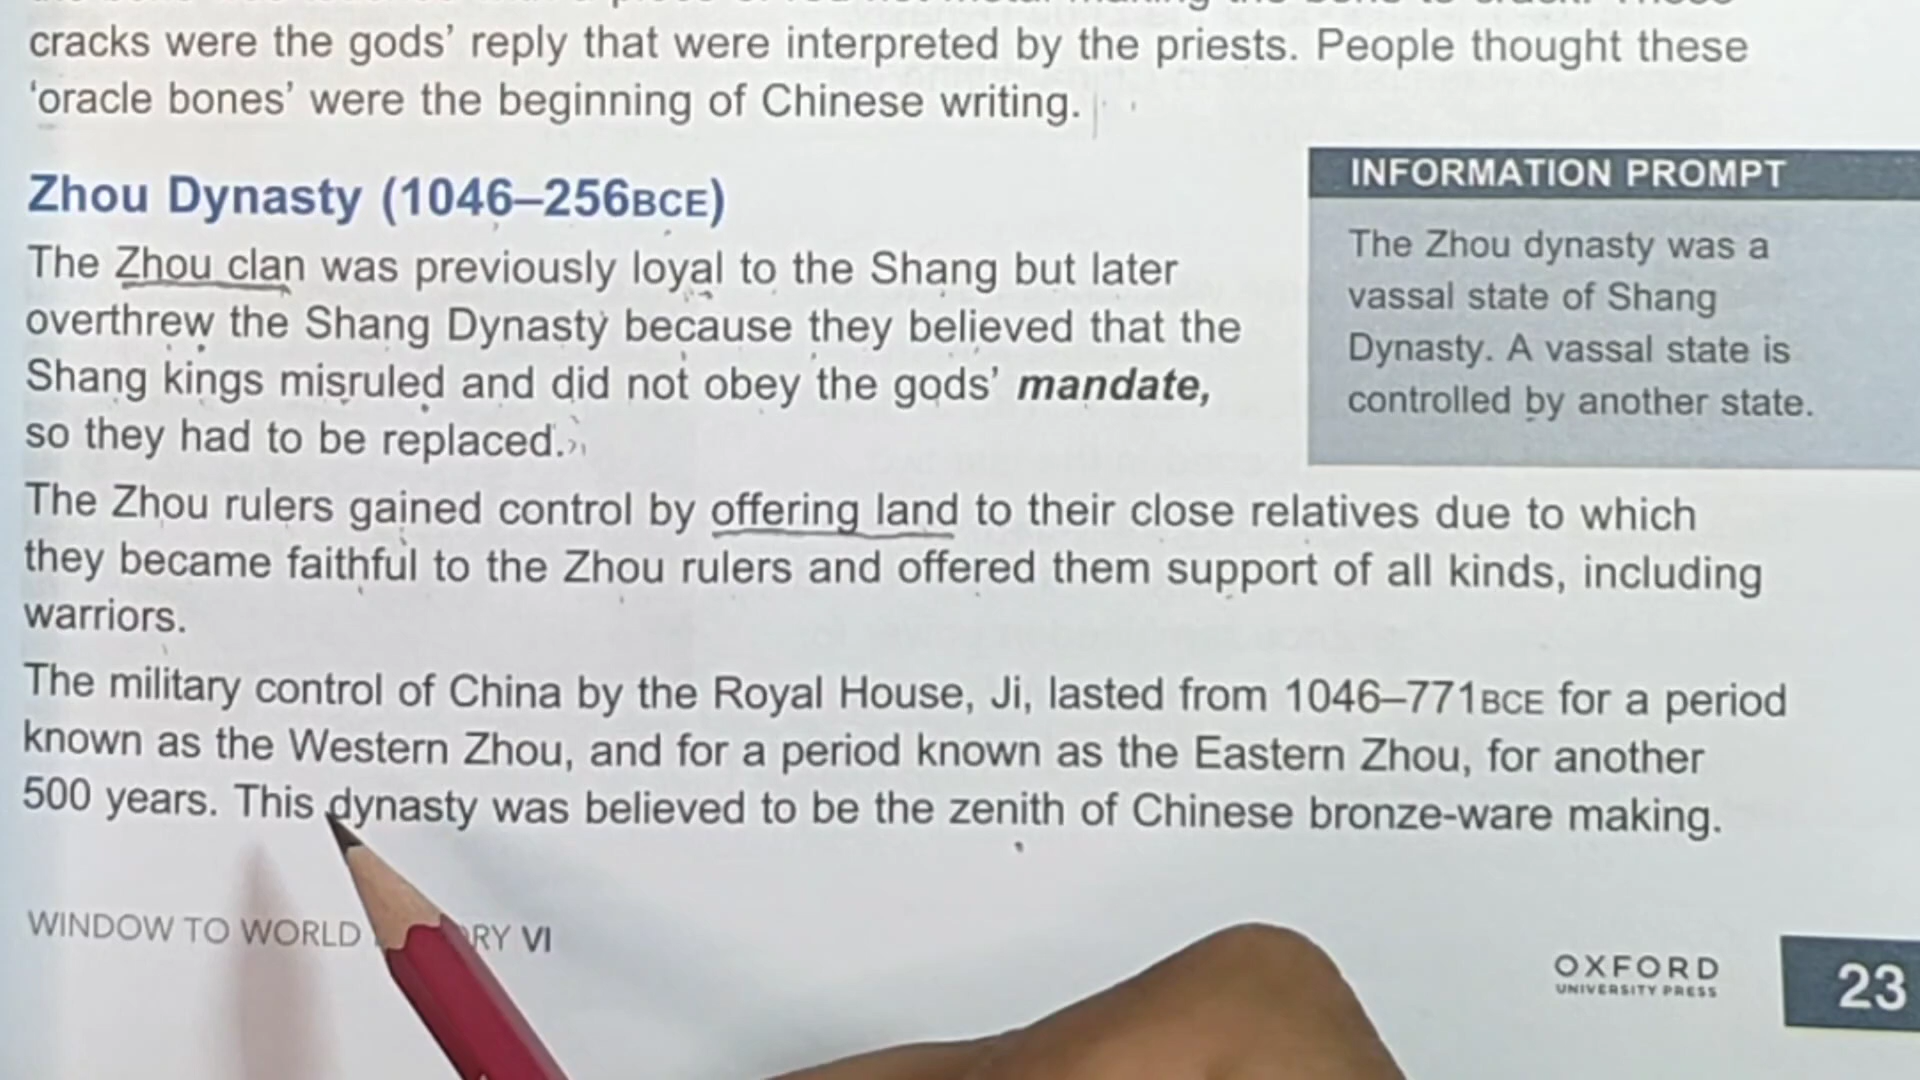 cracks were the gods' reply that were interpreted by the priests. People thought these
'oracle bones' were the beginning of Chinese writing.
Zhou Dynasty (1046–256BCE)
The Zhou clan was previously loyal to the Shang but later
overthrew the Shang Dynasty because they believed that the
Shang kings misruled and did not obey the gods' mandate,
so they had to be replaced.
INFORMATION PROMPT
The Zhou dynasty was a
vassal state of Shang
Dynasty. A vassal state is
controlled by another state.
The Zhou rulers gained control by offering land to their close relatives due to which
they became faithful to the Zhou rulers and offered them support of all kinds, including
warriors.
The military control of China by the Royal House, Ji, lasted from 1046–771BCE for a period
known as the Western Zhou, and for a period known as the Eastern Zhou, for another
500 years. This dynasty was believed to be the zenith of Chinese bronze-ware making.
WINDOW TO WORLD VI
OXFORD
UNIVERSITY PRESS
23